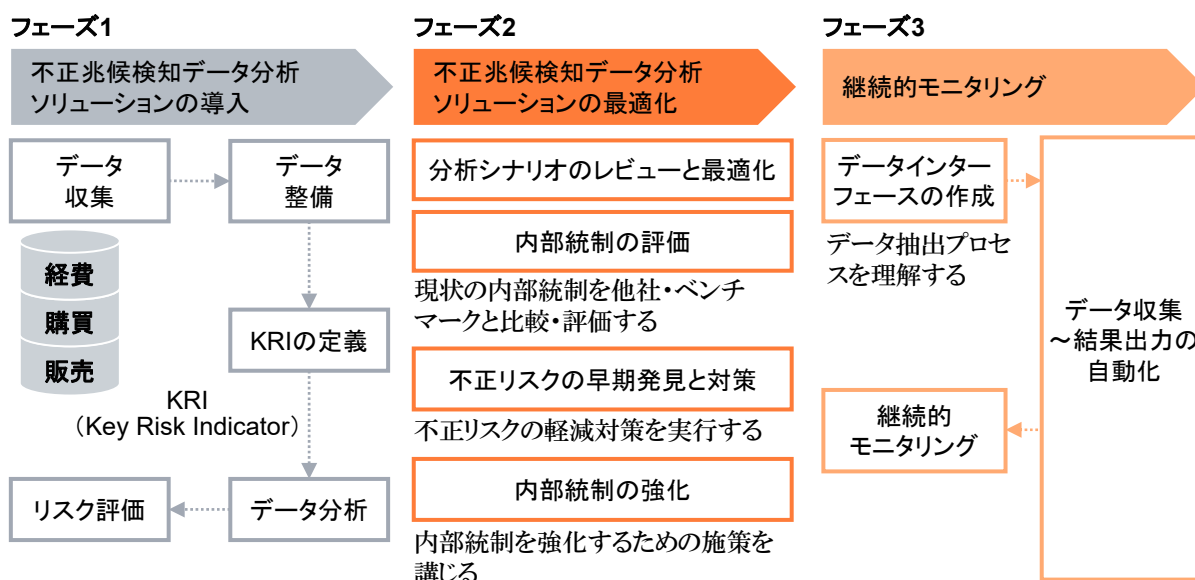 フェーズ1
不正兆候検知データ分析
ソリューションの導入
データ
収集
データ
整備
経費
購買
販売
KRIの定義
KRI
（Key Risk Indicator）
リスク評価
データ分析
フェーズ2
不正兆候検知データ分析
ソリューションの最適化
分析シナリオのレビューと最適化
内部統制の評価
現状の内部統制を他社・ベンチ
マークと比較・評価する
不正リスクの早期発見と対策
不正リスクの軽減対策を実行する
内部統制の強化
内部統制を強化するための施策を
講じる
フェーズ3
継続的モニタリング
データインター
フェースの作成
データ抽出プロセ
スを理解する
データ収集
～結果出力の
自動化
継続的
モニタリング